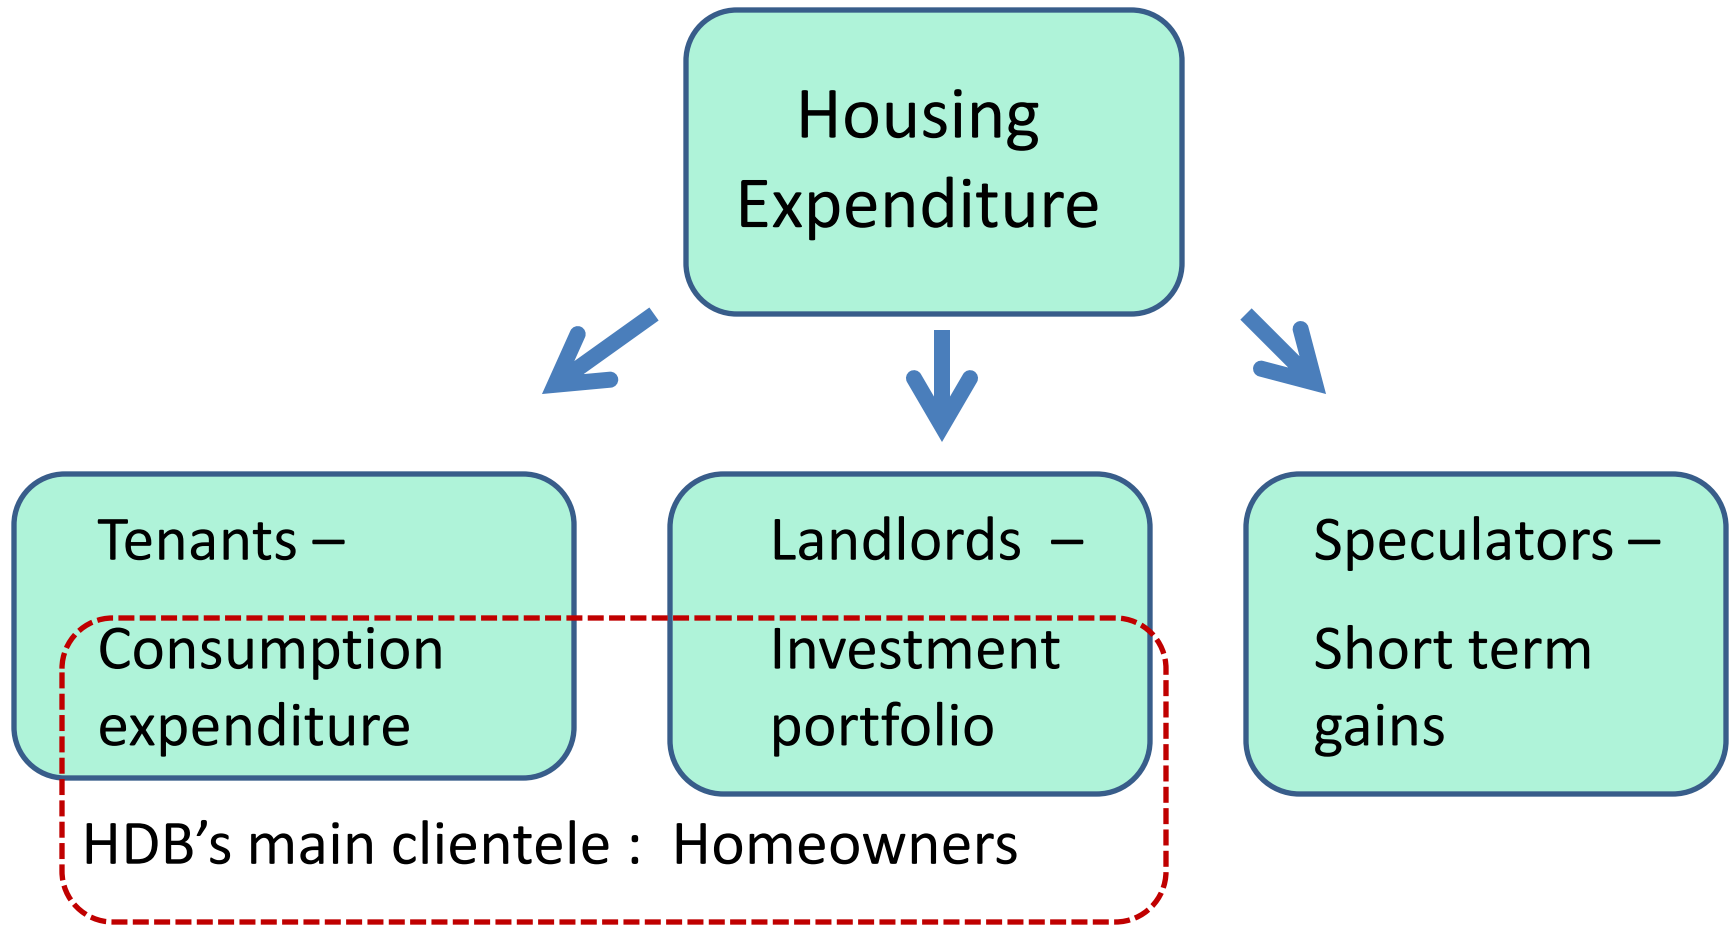 Housing
Expenditure
Tenants –
Consumption
expenditure
Landlords –
Investment
portfolio
Speculators –
Short term
gains
HDB’s main clientele : Homeowners